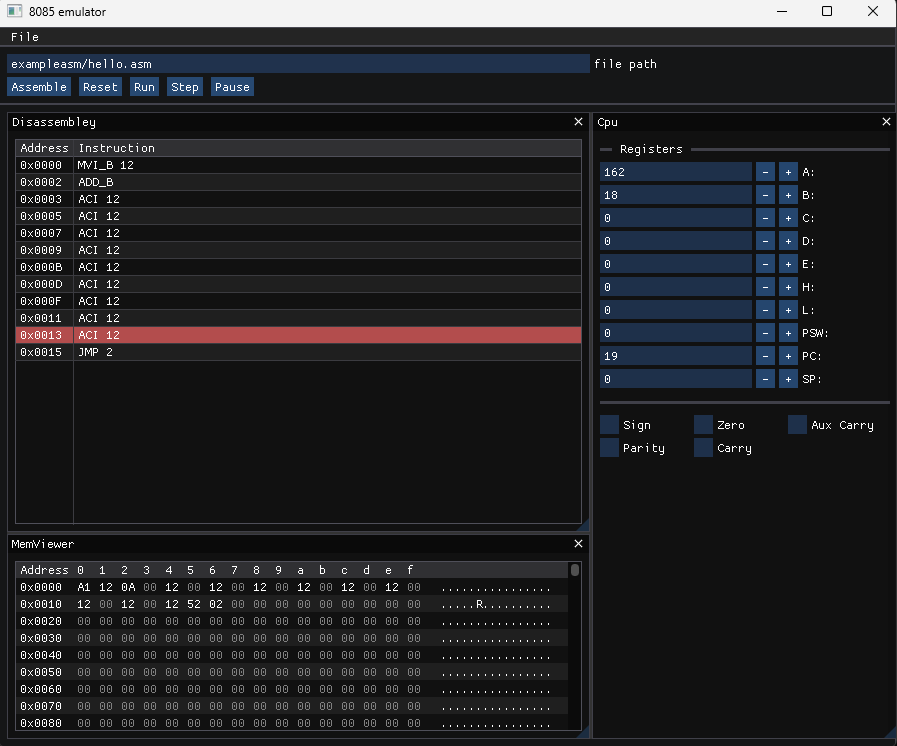 8085 emulator
File
exampleasm/hello.asm file path
Assemble Reset Run Step Pause
Disassembley
Address Instruction
0x0000 MVI_B 12
0x0002 ADD_B
0x0003 ACI 12
0x0005 ACI 12
0x0007 ACI 12
0x0009 ACI 12
0x000B ACI 12
0x000D ACI 12
0x000F ACI 12
0x0011 ACI 12
0x0013 ACI 12
0x0015 JMP 2
Cpu
Registers
162 - + A:
18 - + B:
0 - + C:
0 - + D:
0 - + E:
0 - + H:
0 - + L:
0 - + PSW:
19 - + PC:
0 - + SP:
Sign Zero Aux Carry
Parity Carry
MemViewer
Address 0 1 2 3 4 5 6 7 8 9 a b c d e f
0x0000 A1 12 0A 00 12 00 12 00 12 00 12 00 12 00 12 00 ................
0x0010 12 00 12 00 12 52 02 00 00 00 00 00 00 00 00 00 .....R..........
0x0020 00 00 00 00 00 00 00 00 00 00 00 00 00 00 00 00 ................
0x0030 00 00 00 00 00 00 00 00 00 00 00 00 00 00 00 00 ................
0x0040 00 00 00 00 00 00 00 00 00 00 00 00 00 00 00 00 ................
0x0050 00 00 00 00 00 00 00 00 00 00 00 00 00 00 00 00 ................
0x0060 00 00 00 00 00 00 00 00 00 00 00 00 00 00 00 00 ................
0x0070 00 00 00 00 00 00 00 00 00 00 00 00 00 00 00 00 ................
0x0080 00 00 00 00 00 00 00 00 00 00 00 00 00 00 00 00 ................